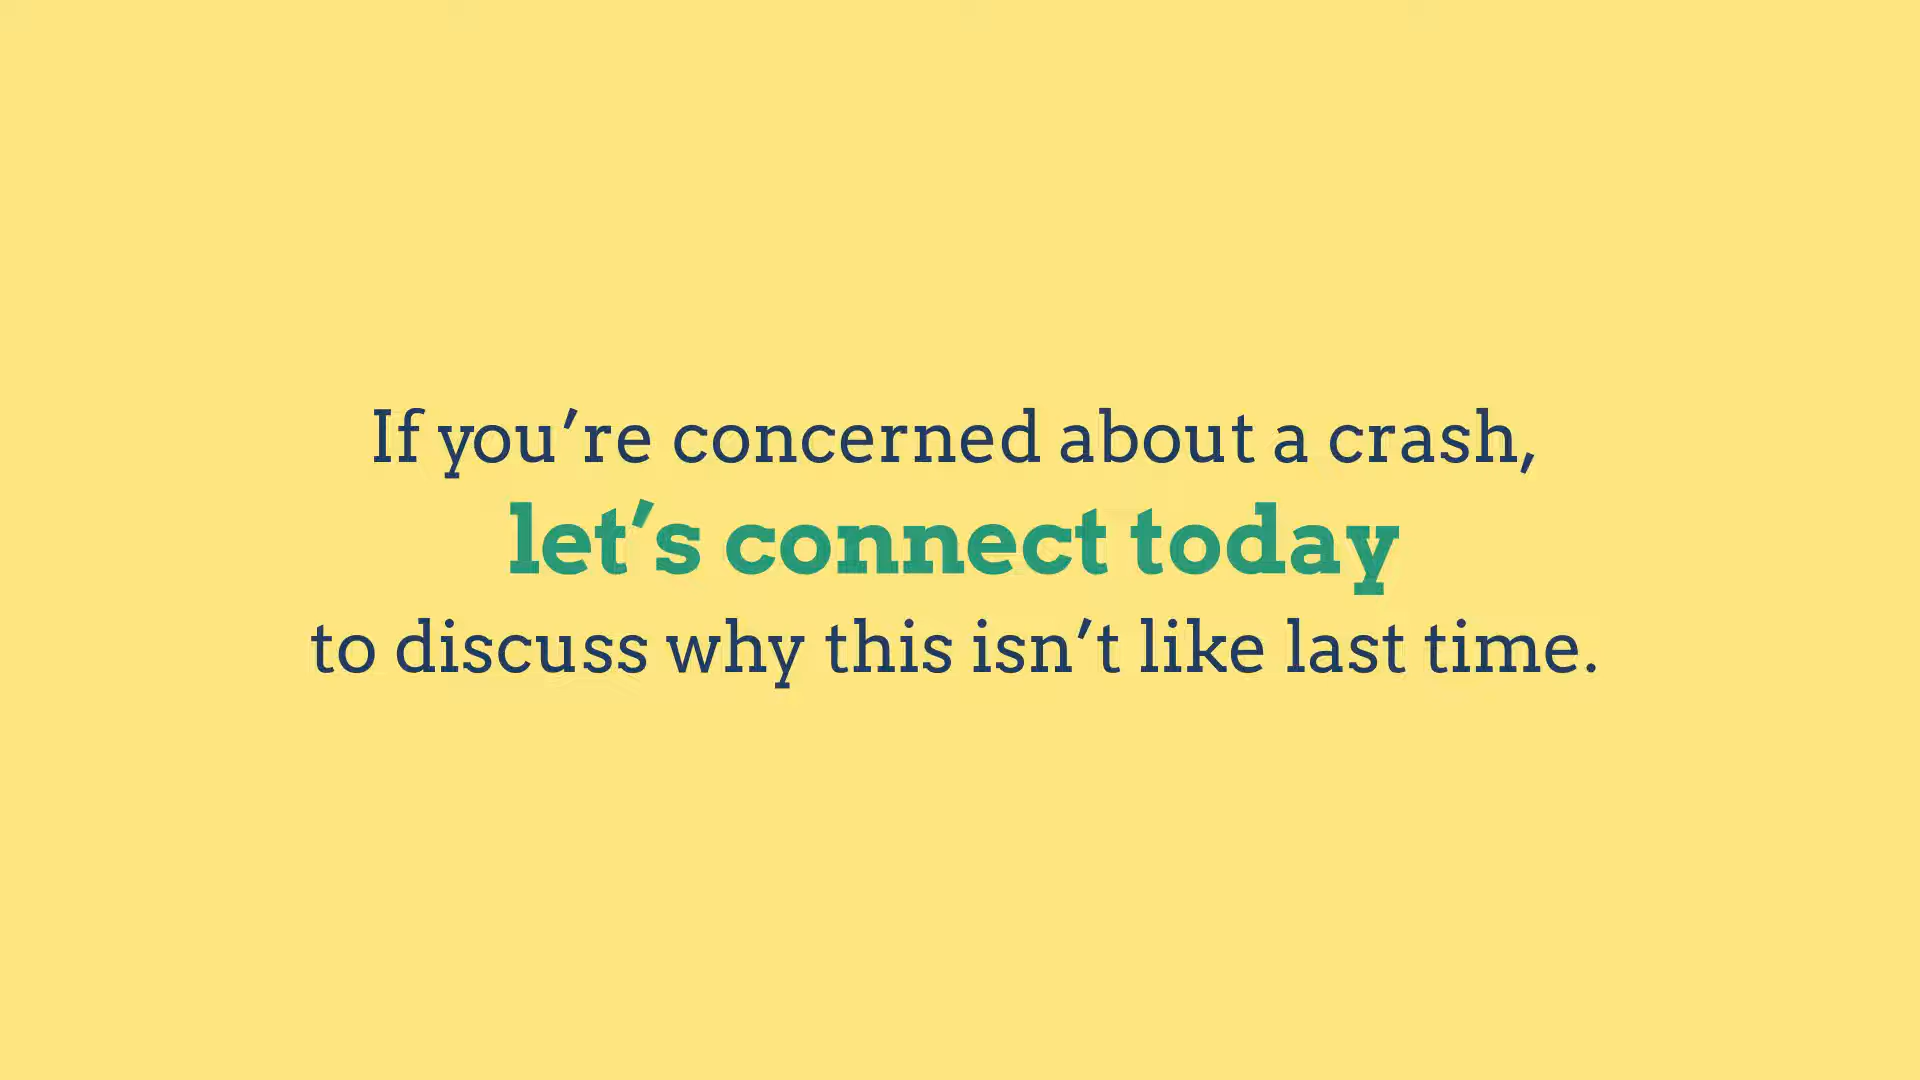 If you’re concerned about a crash,
let’s connect today
to discuss why this isn’t like last time.